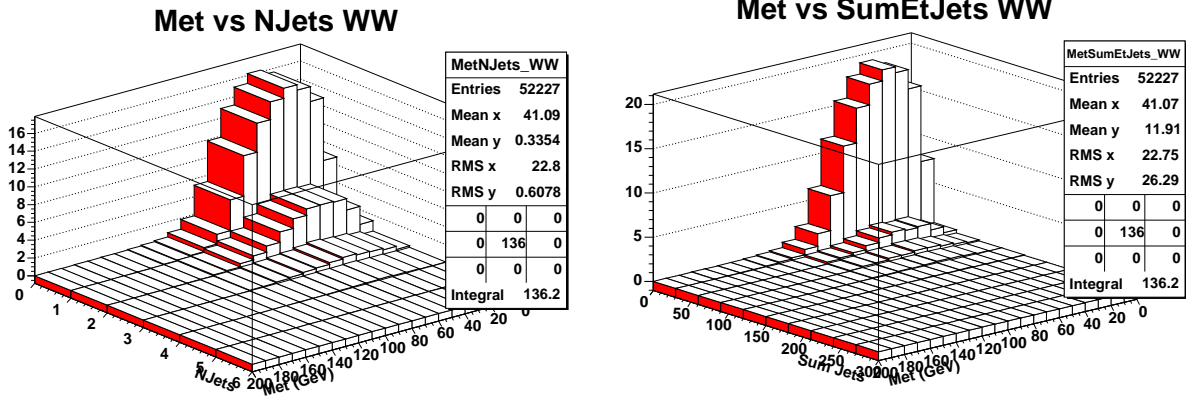 Met vs NJets WW
MetNJets_WW
Entries 52227
Mean x 41.09
Mean y 0.3354
RMS x 22.8
RMS y 0.6078
0 0 0
0 136 0
0 0 0
Integral 136.2
16
14
12
10
8
6
4
2
0
0 1 2 3 4 5 6
NJets
200 180 160 140 120 100 80 60 40 20 0
Met (GeV)
Met vs SumEtJets WW
MetSumEtJets_WW
Entries 52227
Mean x 41.07
Mean y 11.91
RMS x 22.75
RMS y 26.29
0 0 0
0 136 0
0 0 0
Integral 136.2
20
15
10
5
0
0 50 100 150 200 250 300
Sum Jets
200 180 160 140 120 100 80 60 40 20 0
Met (GeV)